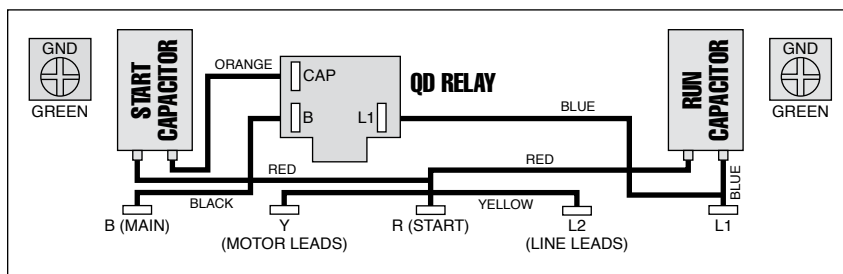 GND
GREEN
START
CAPACITOR
ORANGE
CAP
B
L1
QD RELAY
BLUE
RUN
CAPACITOR
GND
GREEN
RED
RED
BLACK
YELLOW
BLUE
B (MAIN)
Y
R (START)
L2
L1
(MOTOR LEADS)
(LINE LEADS)